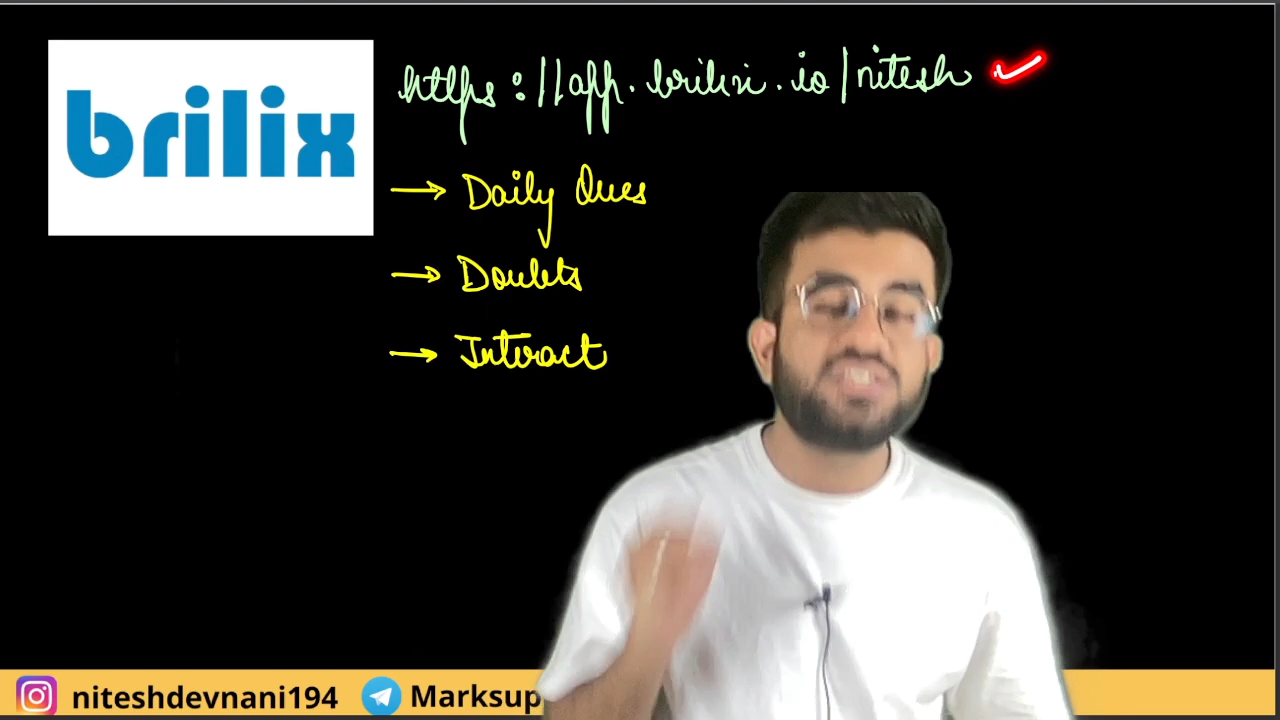 brilix
https://app.brilix.io/nitesh
→ Daily Ques
→ Doubts
→ Interact
niteshdevnani194 Marksup